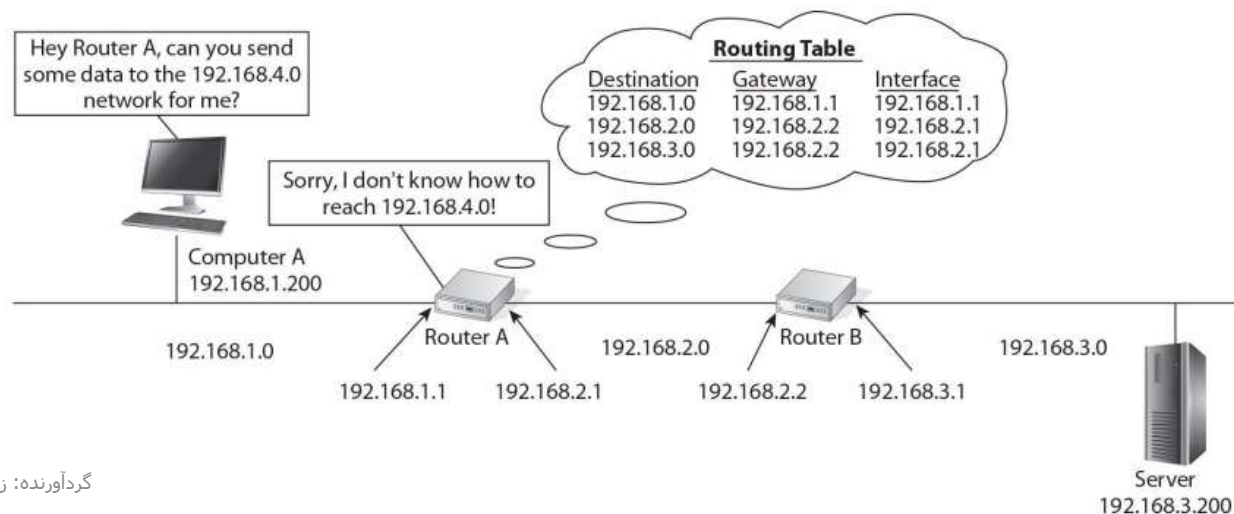 Hey Router A, can you send
some data to the 192.168.4.0
network for me?
Routing Table
Destination Gateway Interface
192.168.1.0 192.168.1.1 192.168.1.1
192.168.2.0 192.168.2.2 192.168.2.1
192.168.3.0 192.168.2.2 192.168.2.1
Sorry, I don't know how to
reach 192.168.4.0!
Computer A
192.168.1.200
192.168.1.0
Router A
192.168.1.1
192.168.2.1
192.168.2.0
Router B
192.168.2.2
192.168.3.1
192.168.3.0
Server
192.168.3.200
گردآورنده: